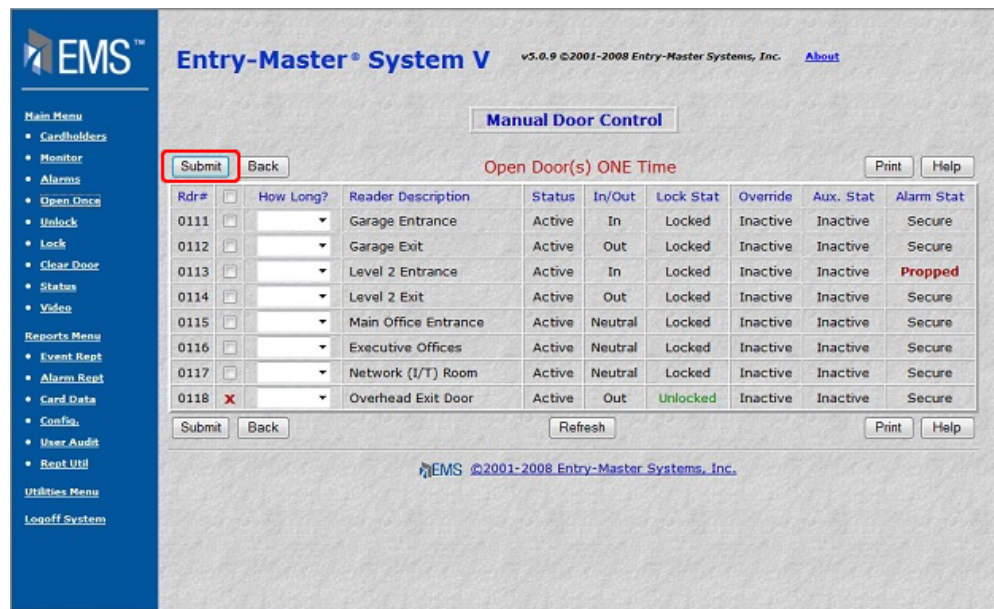 EMS™
Entry-Master® System V
v5.0.9 ©2001-2008 Entry-Master Systems, Inc.
About
Main Menu
Cardholders
Monitor
Alarms
Open Once
Unlock
Lock
Clear Door
Status
Video
Reports Menu
Event Rept
Alarm Rept
Card Data
Config.
User Audit
Rept Util
Utilities Menu
Logoff System
Manual Door Control
Submit Back Open Door(s) ONE Time Print Help
Rdr# How Long? Reader Description Status In/Out Lock Stat Override Aux. Stat Alarm Stat
0111 Garage Entrance Active In Locked Inactive Inactive Secure
0112 Garage Exit Active Out Locked Inactive Inactive Secure
0113 Level 2 Entrance Active In Locked Inactive Inactive Propped
0114 Level 2 Exit Active Out Locked Inactive Inactive Secure
0115 Main Office Entrance Active Neutral Locked Inactive Inactive Secure
0116 Executive Offices Active Neutral Locked Inactive Inactive Secure
0117 Network (I/T) Room Active Neutral Locked Inactive Inactive Secure
0118 X Overhead Exit Door Active Out Unlocked Inactive Inactive Secure
Submit Back Refresh Print Help
EMS ©2001-2008 Entry-Master Systems, Inc.